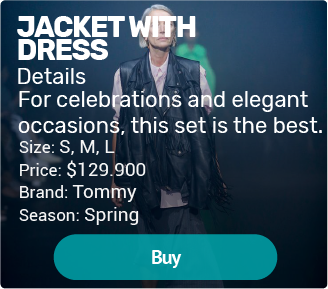 JACKET WITH
DRESS
Details
For celebrations and elegant
occasions, this set is the best.
Size: S, M, L
Price: $129.900
Brand: Tommy
Season: Spring
Buy